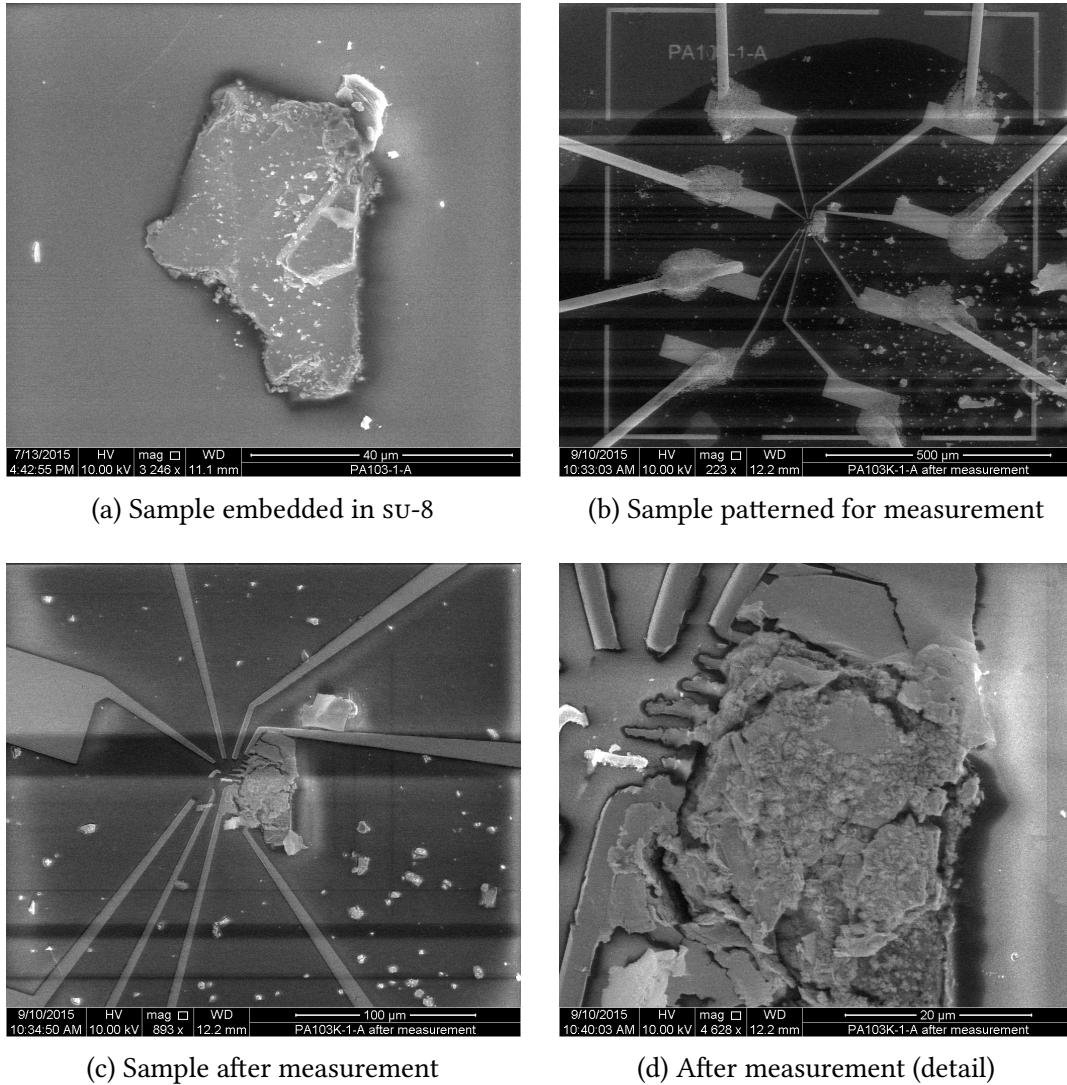 PA103-1-A
7/13/2015 HV mag □ WD 40 µm
4:42:55 PM 10.00 kV 3 246 x 11.1 mm PA103-1-A
9/10/2015 HV mag □ WD 500 µm
10:33:03 AM 10.00 kV 223 x 12.2 mm PA103K-1-A after measurement
(a) Sample embedded in SU-8
(b) Sample patterned for measurement
9/10/2015 HV mag □ WD 100 µm
10:34:50 AM 10.00 kV 893 x 12.2 mm PA103K-1-A after measurement
9/10/2015 HV mag □ WD 20 µm
10:40:03 AM 10.00 kV 4 628 x 12.2 mm PA103K-1-A after measurement
(c) Sample after measurement
(d) After measurement (detail)